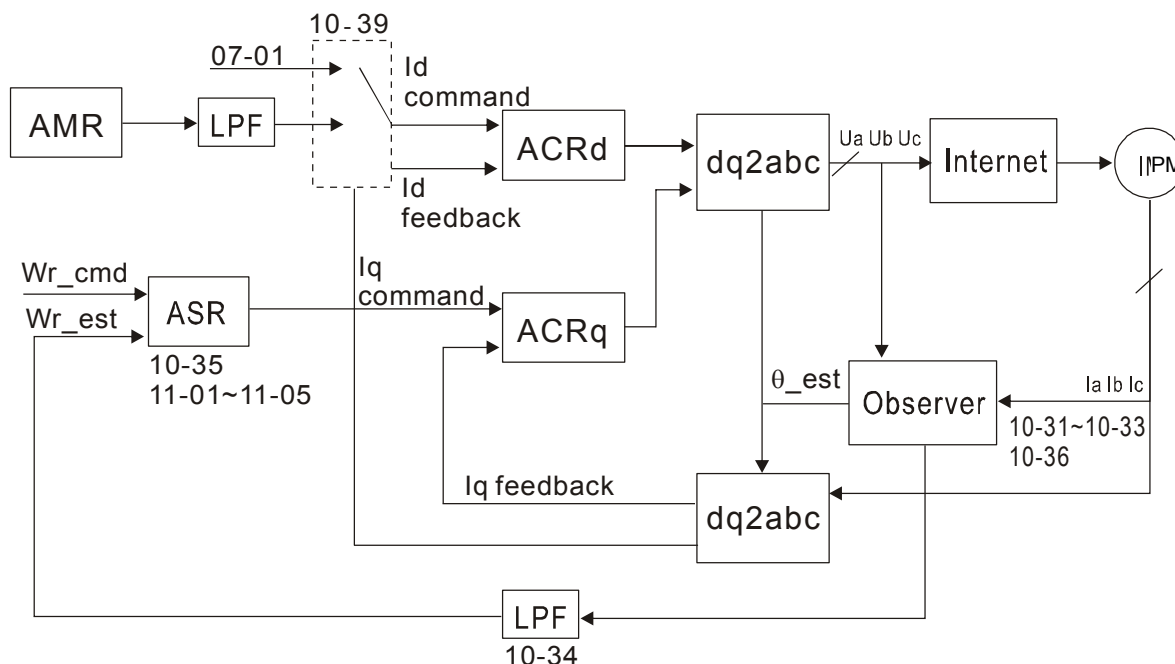 10-39
07-01
Id
command
AMR
LPF
ACRd
dq2abc
Ua Ub Uc
Internet
Id
feedback
Wr_cmd
Wr_est
ASR
10-35
11-01~11-05
Iq
command
ACRq
θ_est
Observer
Ia Ib Ic
10-31~10-33
10-36
Iq feedback
dq2abc
LPF
10-34